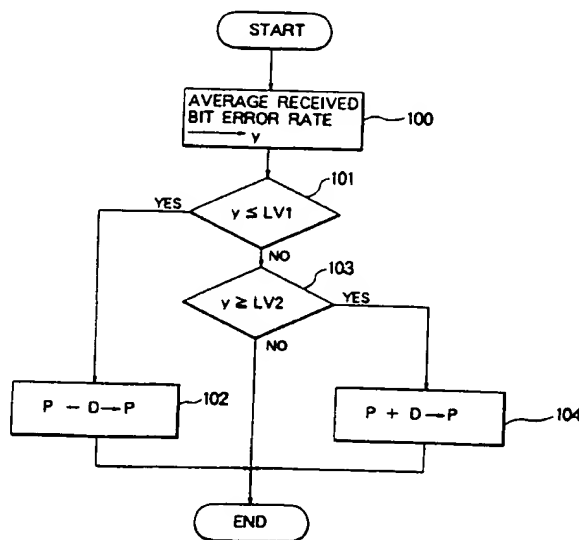 START
AVERAGE RECEIVED
BIT ERROR RATE
→ y
100
101
YES
y ≤ LV1
NO
103
y ≥ LV2
YES
NO
P - D→P
102
P + D→P
104
END